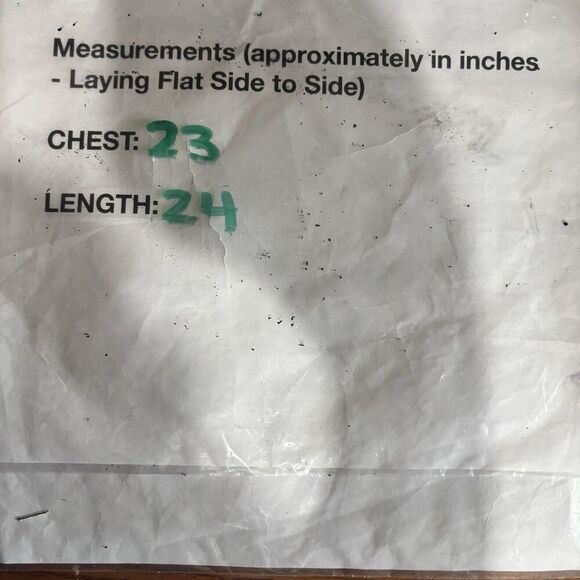 Measurements (approximately in inches
- Laying Flat Side to Side)
CHEST: 23
LENGTH: 24